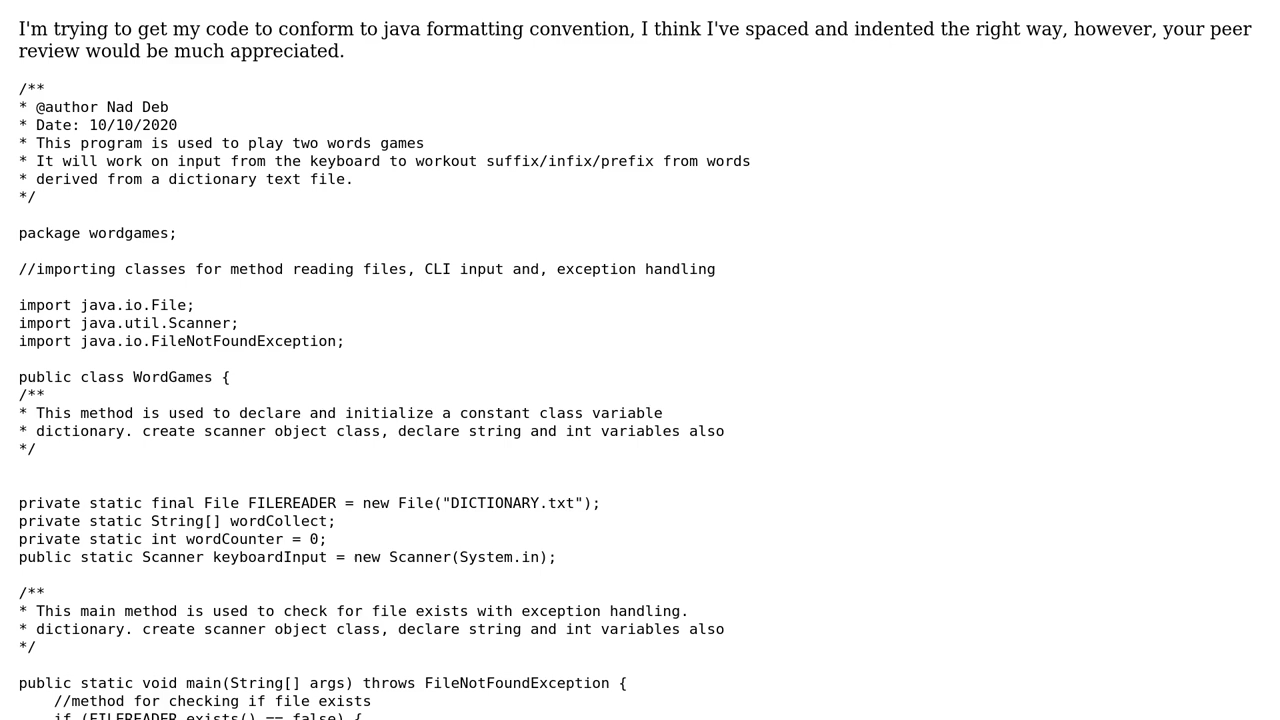 I'm trying to get my code to conform to java formatting convention, I think I've spaced and indented the right way, however, your peer
review would be much appreciated.
/**
* @author Nad Deb
* Date: 10/10/2020
* This program is used to play two words games
* It will work on input from the keyboard to workout suffix/infix/prefix from words
* derived from a dictionary text file.
*/
package wordgames;
//importing classes for method reading files, CLI input and, exception handling
import java.io.File;
import java.util.Scanner;
import java.io.FileNotFoundException;
public class WordGames {
/**
* This method is used to declare and initialize a constant class variable
* dictionary. create scanner object class, declare string and int variables also
*/
private static final File FILEREADER = new File("DICTIONARY.txt");
private static String[] wordCollect;
private static int wordCounter = 0;
public static Scanner keyboardInput = new Scanner(System.in);
/**
* This main method is used to check for file exists with exception handling.
* dictionary. create scanner object class, declare string and int variables also
*/
public static void main(String[] args) throws FileNotFoundException {
    //method for checking if file exists
    if (FILEREADER.exists() == false) {